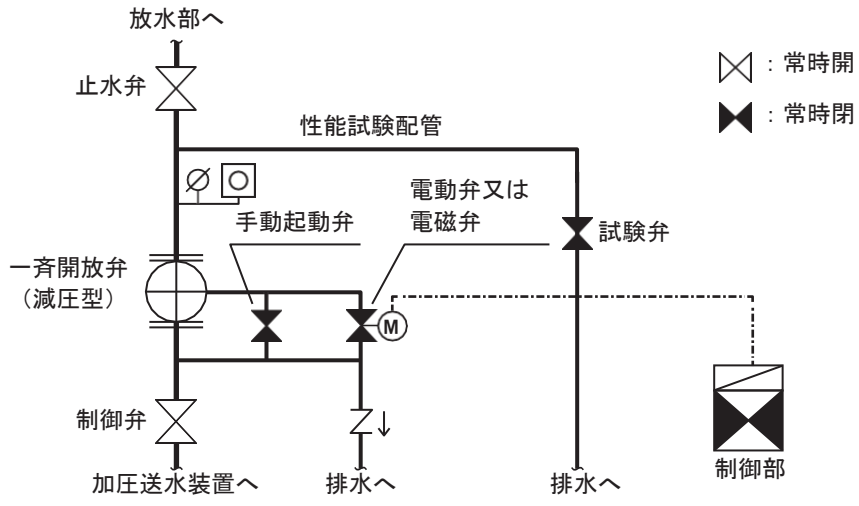 放水部へ
止水弁
：常時開
：常時閉
性能試験配管
電動弁又は
電磁弁
手動起動弁
試験弁
一斉開放弁
（減圧型）
M
制御弁
制御部
加圧送水装置へ
排水へ
排水へ